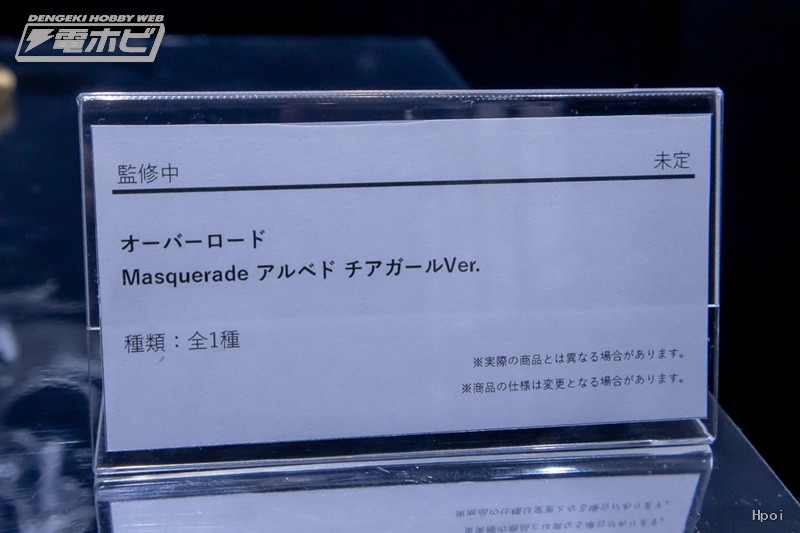 DENGEKI HOBBY WEB
電ホビ
監修中
未定
オーバーロード
Masquerade アルベド チアガールVer.
種類：全1種
※実際の商品とは異なる場合があります。
※商品の仕様は変更となる場合があります。
Hpoi